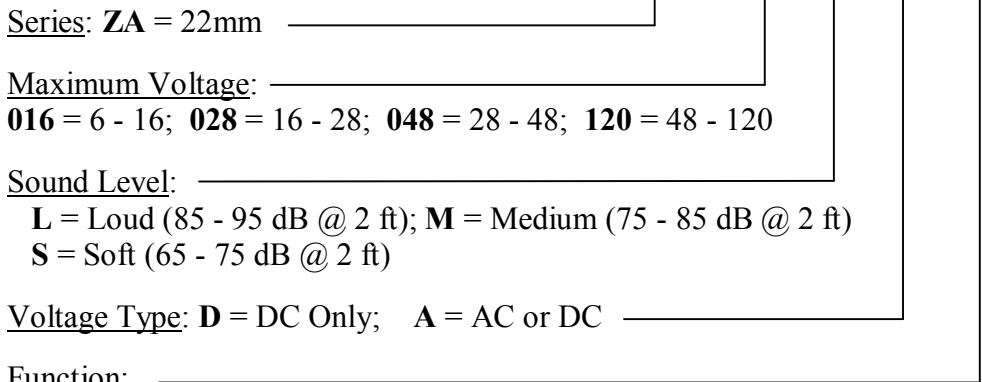 Series: ZA = 22mm
Maximum Voltage:
016 = 6 - 16; 028 = 16 - 28; 048 = 28 - 48; 120 = 48 - 120
Sound Level:
L = Loud (85 - 95 dB @ 2 ft); M = Medium (75 - 85 dB @ 2 ft)
S = Soft (65 - 75 dB @ 2 ft)
Voltage Type: D = DC Only; A = AC or DC
Function: